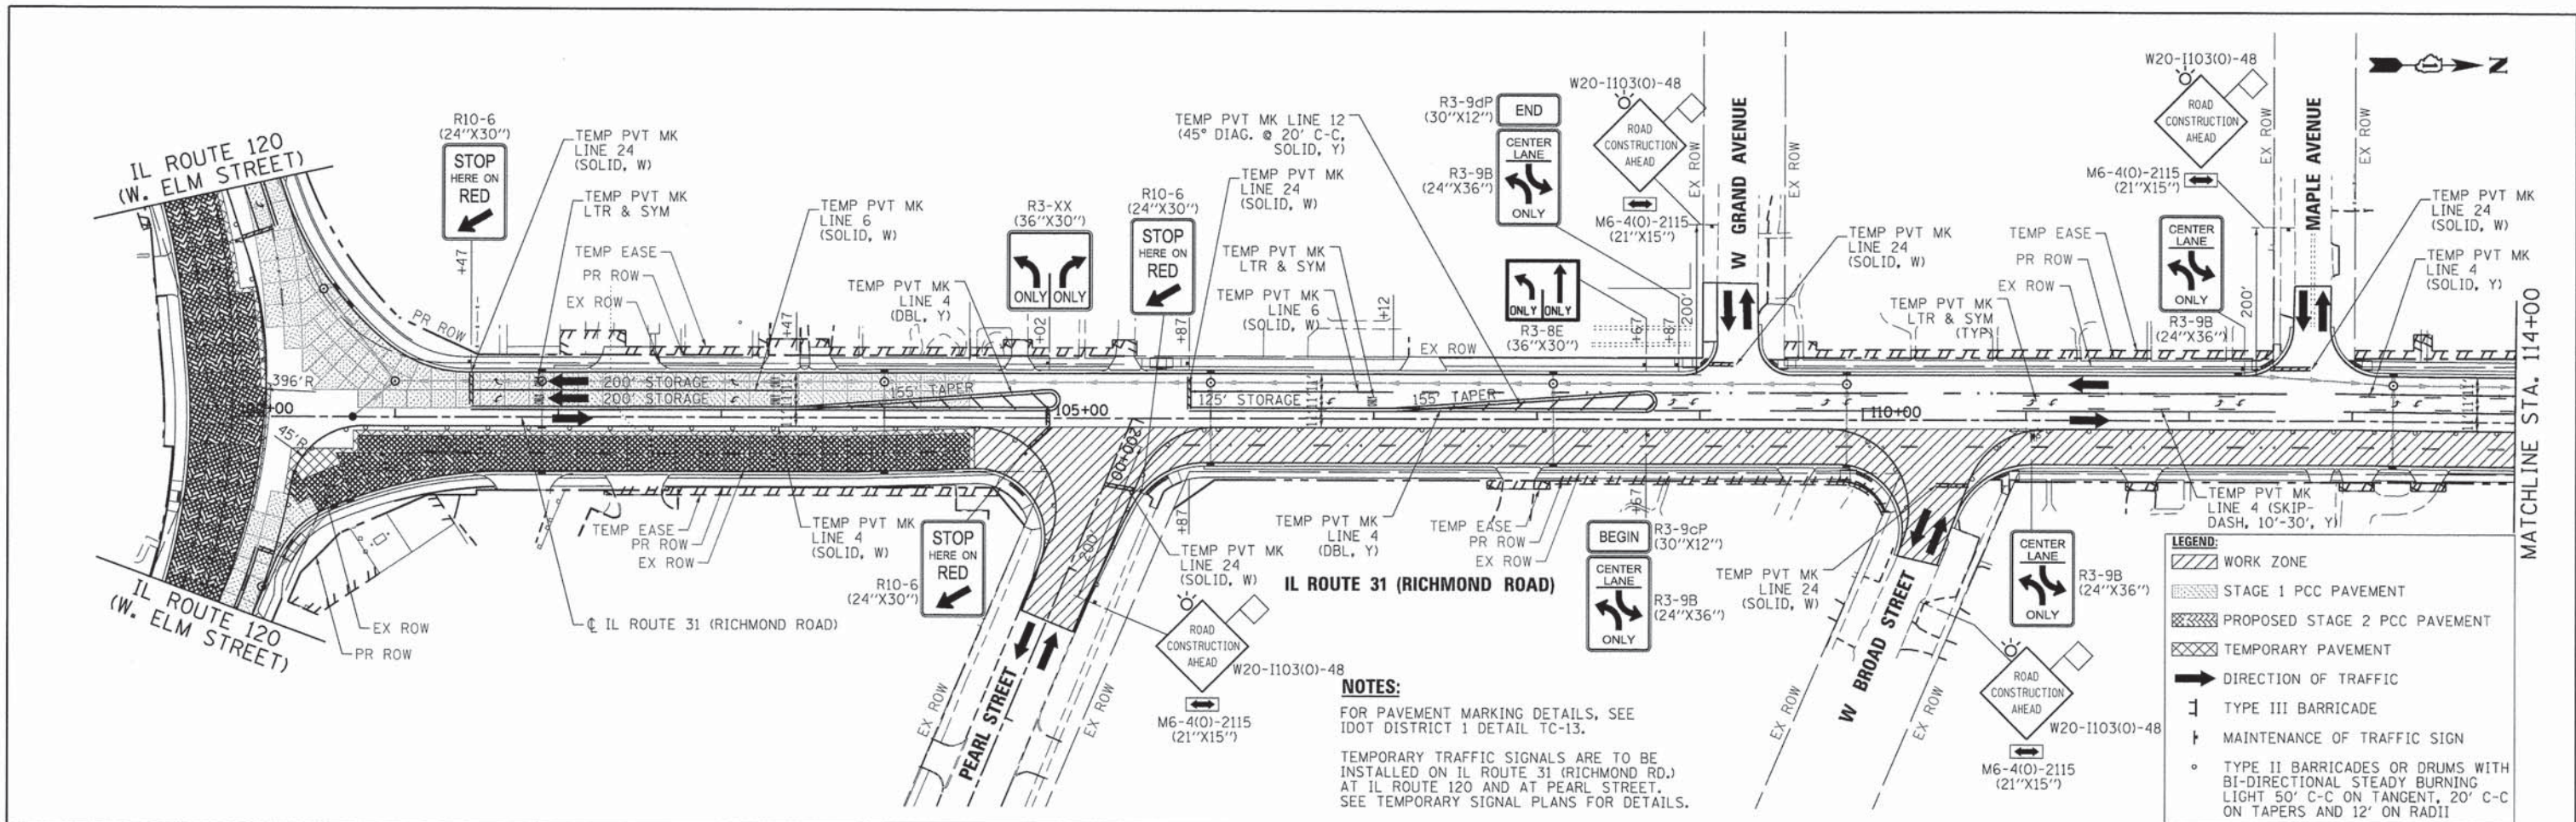 IL ROUTE 120
(W. ELM STREET)
R10-6
(24"X30")
STOP
HERE ON
RED
TEMP PVT MK
LINE 24
(SOLID, W)
TEMP PVT MK
LTR & SYM
TEMP EASE
PR ROW
EX ROW
PR ROW
+47
TEMP PVT MK
LINE 6
(SOLID, W)
+47
TEMP PVT MK
LINE 4
(DBL, Y)
R3-XX
(36"X30")
ONLY ONLY
+02
R10-6
(24"X30")
STOP
HERE ON
RED
+87
TEMP PVT MK LINE 12
(45° DIAG. @ 20' C-C,
SOLID, Y)
TEMP PVT MK
LINE 24
(SOLID, W)
TEMP PVT MK
LTR & SYM
TEMP PVT MK
LINE 6
(SOLID, W)
+12
EX ROW
R3-9dP
(30"X12")
END
R3-9B
(24"X36")
CENTER
LANE
ONLY
ONLY ONLY
R3-8E
(36"X30")
+67
+87
200'
W20-I103(O)-48
ROAD
CONSTRUCTION
AHEAD
M6-4(O)-2115
(21"X15")
EX ROW
W GRAND AVENUE
EX ROW
TEMP PVT MK
LINE 24
(SOLID, W)
TEMP EASE
PR ROW
EX ROW
TEMP PVT MK
LTR & SYM
(TYP)
W20-I103(O)-48
ROAD
CONSTRUCTION
AHEAD
M6-4(O)-2115
(21"X15")
CENTER
LANE
ONLY
R3-9B
(24"X36")
200'
EX ROW
MAPLE AVENUE
EX ROW
N
TEMP PVT MK
LINE 24
(SOLID, W)
TEMP PVT MK
LINE 4
(SOLID, Y)
MATCHLINE STA. 114+00
396'R
45'R
200' STORAGE
200' STORAGE
155' TAPER
11'11'11'
105+00
125' STORAGE
155' TAPER
11'11'11'
110+00
11'11'11'
IL ROUTE 120
(W. ELM STREET)
EX ROW
PR ROW
℄ IL ROUTE 31 (RICHMOND ROAD)
TEMP EASE
PR ROW
EX ROW
TEMP PVT MK
LINE 4
(SOLID, W)
R10-6
(24"X30")
STOP
HERE ON
RED
200+00
200'
EX ROW
PEARL STREET
EX ROW
+87
TEMP PVT MK
LINE 24
(SOLID, W)
ROAD
CONSTRUCTION
AHEAD
W20-I103(O)-48
M6-4(O)-2115
(21"X15")
TEMP PVT MK
LINE 4
(DBL, Y)
IL ROUTE 31 (RICHMOND ROAD)
TEMP EASE
PR ROW
EX ROW
+67
BEGIN
R3-9cP
(30"X12")
CENTER
LANE
ONLY
R3-9B
(24"X36")
TEMP PVT MK
LINE 24
(SOLID, W)
EX ROW
W BROAD STREET
EX ROW
ROAD
CONSTRUCTION
AHEAD
W20-I103(O)-48
M6-4(O)-2115
(21"X15")
CENTER
LANE
ONLY
R3-9B
(24"X36")
TEMP PVT MK
LINE 4 (SKIP-
DASH, 10'-30', Y)
NOTES:
FOR PAVEMENT MARKING DETAILS, SEE
IDOT DISTRICT 1 DETAIL TC-13.
TEMPORARY TRAFFIC SIGNALS ARE TO BE
INSTALLED ON IL ROUTE 31 (RICHMOND RD.)
AT IL ROUTE 120 AND AT PEARL STREET.
SEE TEMPORARY SIGNAL PLANS FOR DETAILS.
LEGEND:
WORK ZONE
STAGE 1 PCC PAVEMENT
PROPOSED STAGE 2 PCC PAVEMENT
TEMPORARY PAVEMENT
DIRECTION OF TRAFFIC
TYPE III BARRICADE
MAINTENANCE OF TRAFFIC SIGN
TYPE II BARRICADES OR DRUMS WITH
BI-DIRECTIONAL STEADY BURNING
LIGHT 50' C-C ON TANGENT, 20' C-C
ON TAPERS AND 12' ON RADII